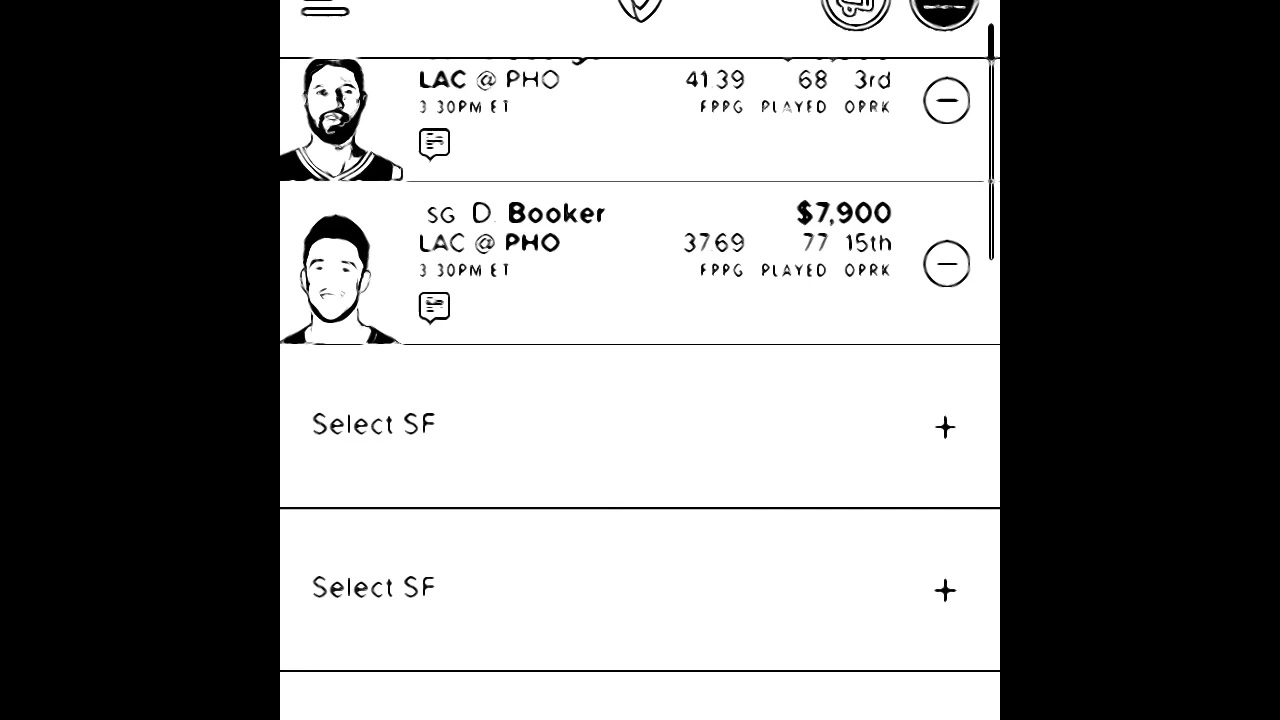 LAC @ PHO 41.39 68 3rd
3:30PM ET FPPG PLAYED OPRK
SG D. Booker $7,900
LAC @ PHO 37.69 77 15th
3:30PM ET FPPG PLAYED OPRK
Select SF
Select SF